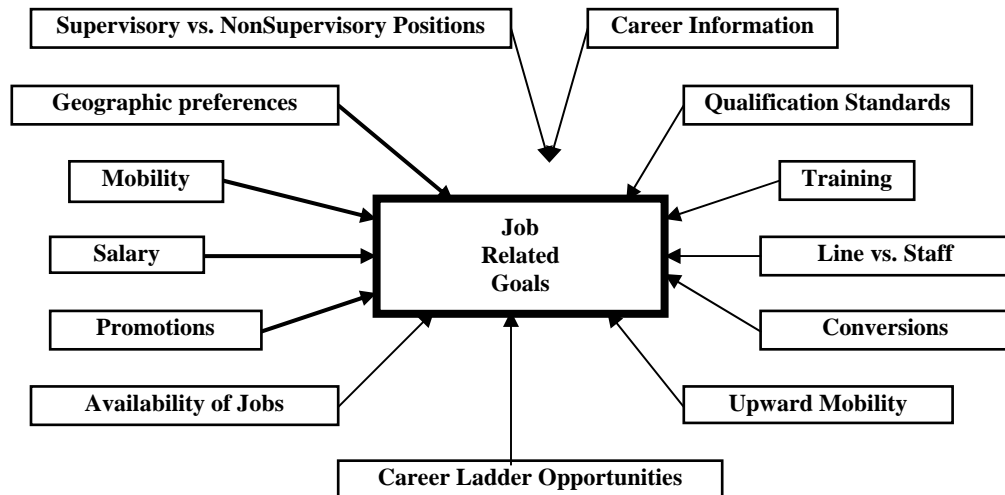 Supervisory vs. NonSupervisory Positions
Career Information
Geographic preferences
Qualification Standards
Mobility
Training
Job
Related
Goals
Salary
Line vs. Staff
Promotions
Conversions
Availability of Jobs
Upward Mobility
Career Ladder Opportunities